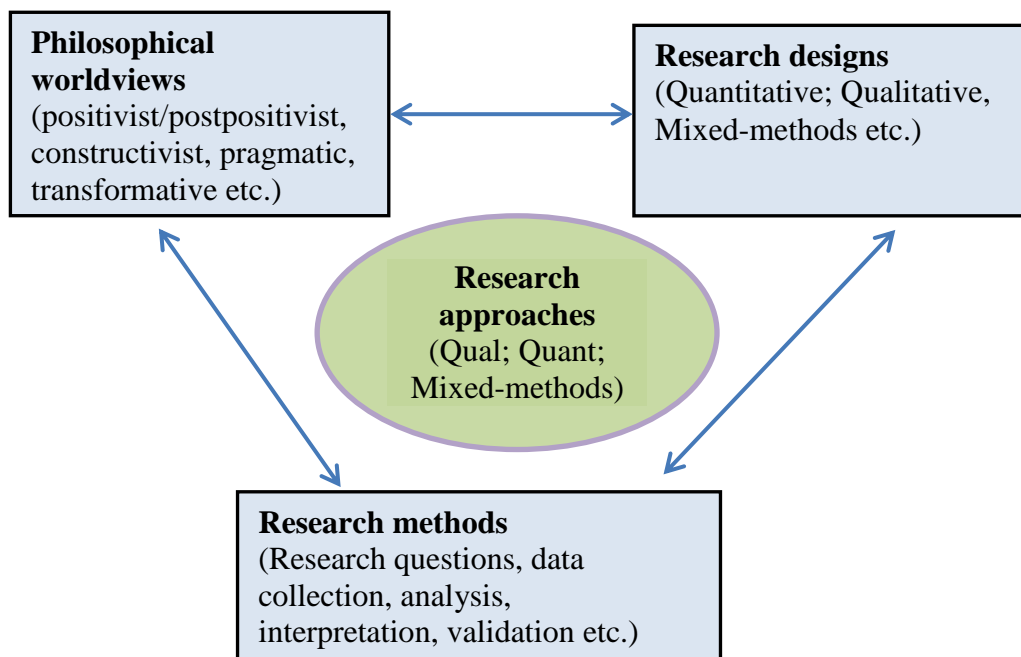 Philosophical
worldviews
(positivist/postpositivist,
constructivist, pragmatic,
transformative etc.)
Research designs
(Quantitative; Qualitative,
Mixed-methods etc.)
Research
approaches
(Qual; Quant;
Mixed-methods)
Research methods
(Research questions, data
collection, analysis,
interpretation, validation etc.)